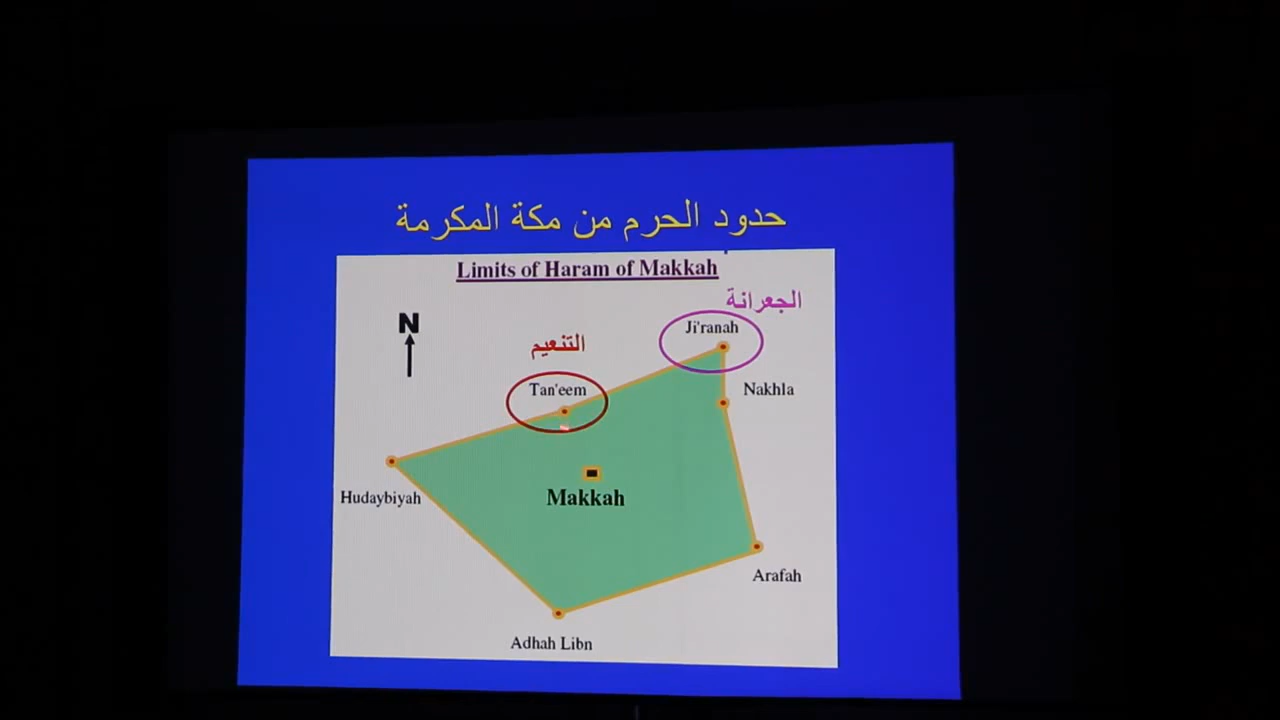 حدود الحرم من مكة المكرمة
Limits of Haram of Makkah
الجعرانة
N
Ji'ranah
التنعيم
Tan'eem
Nakhla
Hudaybiyah
Makkah
Arafah
Adhah Libn